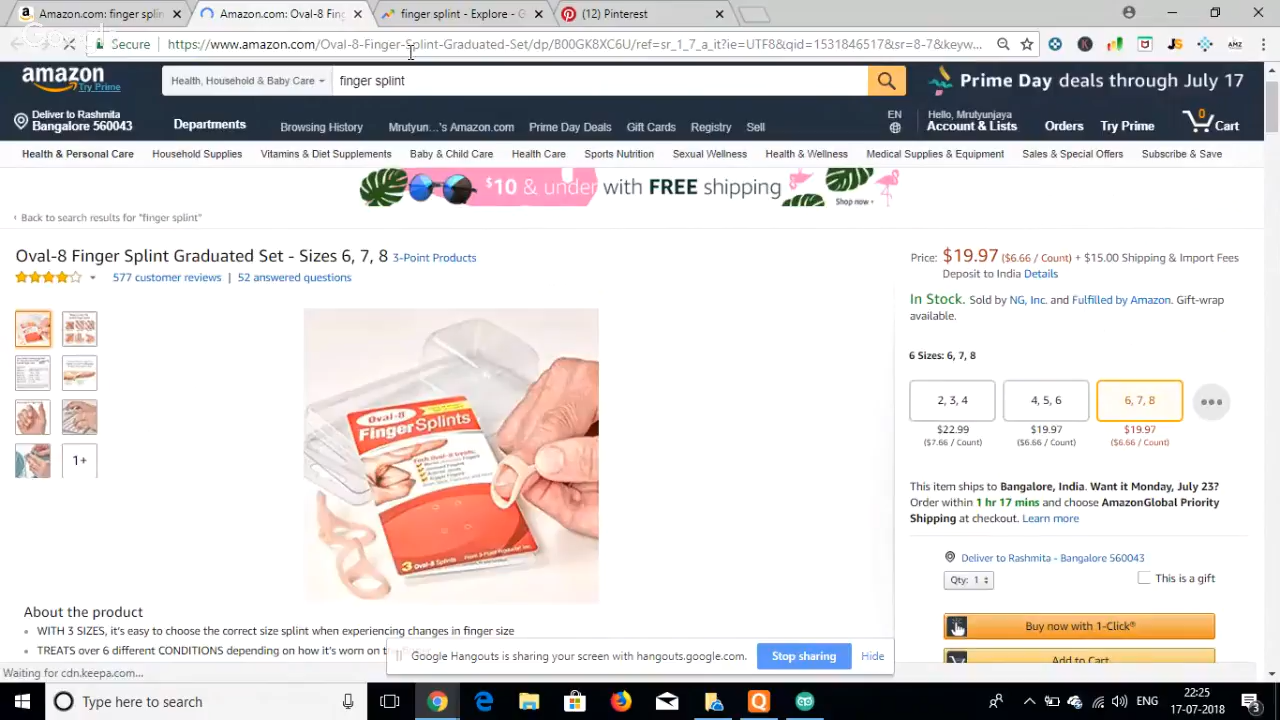 Amazon.com: finger splin
Amazon.com: Oval-8 Fing
finger splint - Explore - G
(12) Pinterest
Secure
https://www.amazon.com/Oval-8-Finger-Splint-Graduated-Set/dp/B00GK8XC6U/ref=sr_1_7_a_it?ie=UTF8&qid=1531846517&sr=8-7&keyw...
amazon
Try Prime
Health, Household & Baby Care
finger splint
Prime Day deals through July 17
Deliver to Rashmita
Bangalore 560043
Departments
Browsing History
Mrutyun...'s Amazon.com
Prime Day Deals
Gift Cards
Registry
Sell
EN
Hello, Mrutyunjaya
Account & Lists
Orders
Try Prime
0
Cart
Health & Personal Care
Household Supplies
Vitamins & Diet Supplements
Baby & Child Care
Health Care
Sports Nutrition
Sexual Wellness
Health & Wellness
Medical Supplies & Equipment
Sales & Special Offers
Subscribe & Save
$10 & under with FREE shipping
Shop now
‹ Back to search results for "finger splint"
Oval-8 Finger Splint Graduated Set - Sizes 6, 7, 8 3-Point Products
577 customer reviews | 52 answered questions
1+
Oval-8
Finger Splints
3 Oval-8 Splints
Price: $19.97 ($6.66 / Count) + $15.00 Shipping & Import Fees
Deposit to India Details
In Stock. Sold by NG, Inc. and Fulfilled by Amazon. Gift-wrap
available.
6 Sizes: 6, 7, 8
2, 3, 4
4, 5, 6
6, 7, 8
$22.99
($7.66 / Count)
$19.97
($6.66 / Count)
$19.97
($6.66 / Count)
This item ships to Bangalore, India. Want it Monday, July 23?
Order within 1 hr 17 mins and choose AmazonGlobal Priority
Shipping at checkout. Learn more
Deliver to Rashmita - Bangalore 560043
Qty: 1
This is a gift
Buy now with 1-Click®
Add to Cart
About the product
WITH 3 SIZES, it's easy to choose the correct size splint when experiencing changes in finger size
TREATS over 6 different CONDITIONS depending on how it's worn on t
Google Hangouts is sharing your screen with hangouts.google.com.
Stop sharing
Hide
Waiting for cdn.keepa.com...
Type here to search
ENG
22:25
17-07-2018
3